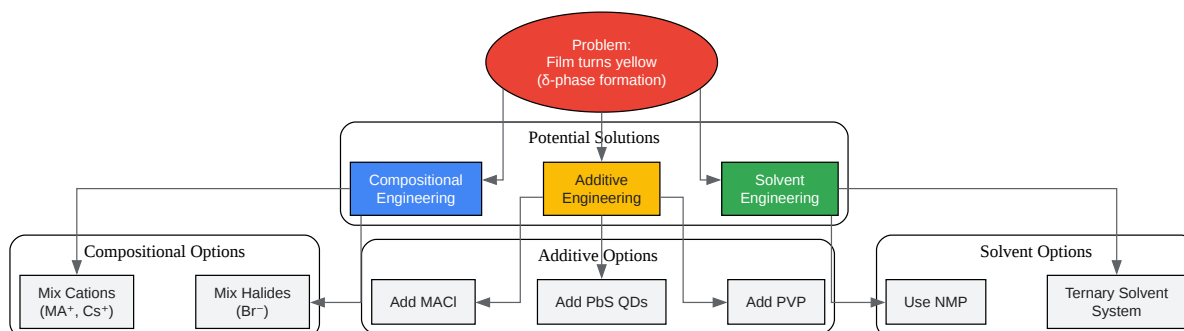 Problem:
Film turns yellow
(δ-phase formation)
Potential Solutions
Compositional
Engineering
Additive
Engineering
Solvent
Engineering
Compositional Options
Mix Cations
(MA⁺, Cs⁺)
Mix Halides
(Br⁻)
Additive Options
Add MACl
Add PbS QDs
Add PVP
Solvent Options
Use NMP
Ternary Solvent
System